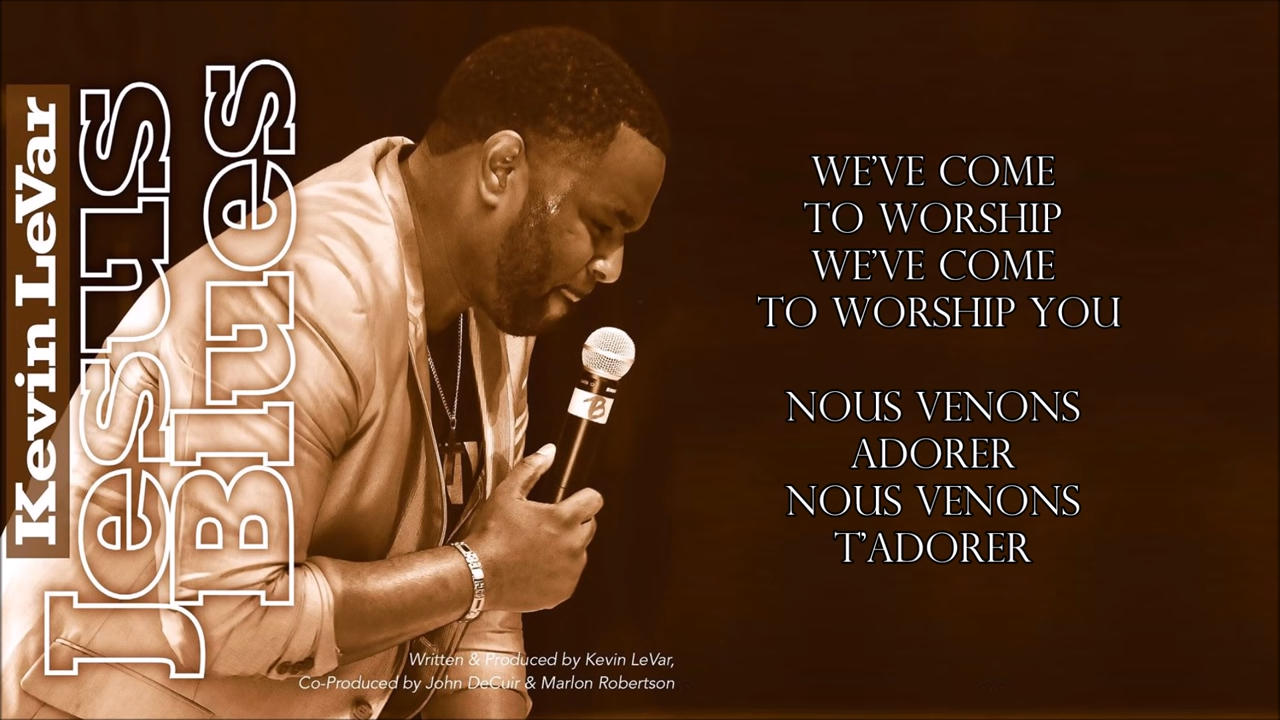 Kevin LeVar
Jesus
Blues
WE'VE COME
TO WORSHIP
WE'VE COME
TO WORSHIP YOU
NOUS VENONS
ADORER
NOUS VENONS
T'ADORER
Written & Produced by Kevin LeVar,
Co-Produced by John DeCuir & Marlon Robertson